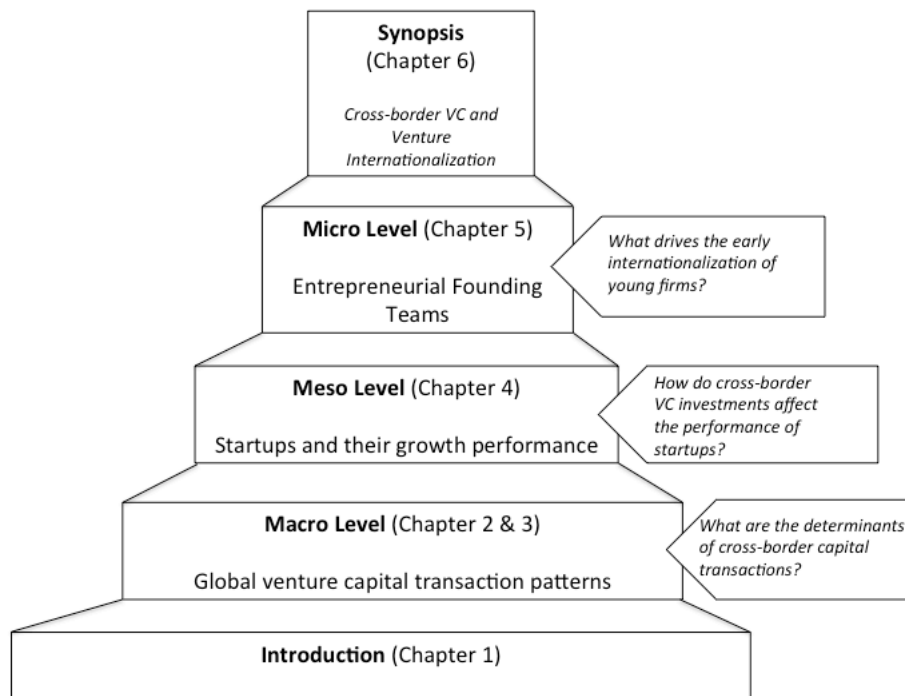 Synopsis
(Chapter 6)
Cross-border VC and
Venture
Internationalization
Micro Level (Chapter 5)
Entrepreneurial Founding
Teams
What drives the early
internationalization of
young firms?
Meso Level (Chapter 4)
Startups and their growth performance
How do cross-border
VC investments affect
the performance of
startups?
Macro Level (Chapter 2 & 3)
Global venture capital transaction patterns
What are the determinants
of cross-border capital
transactions?
Introduction (Chapter 1)